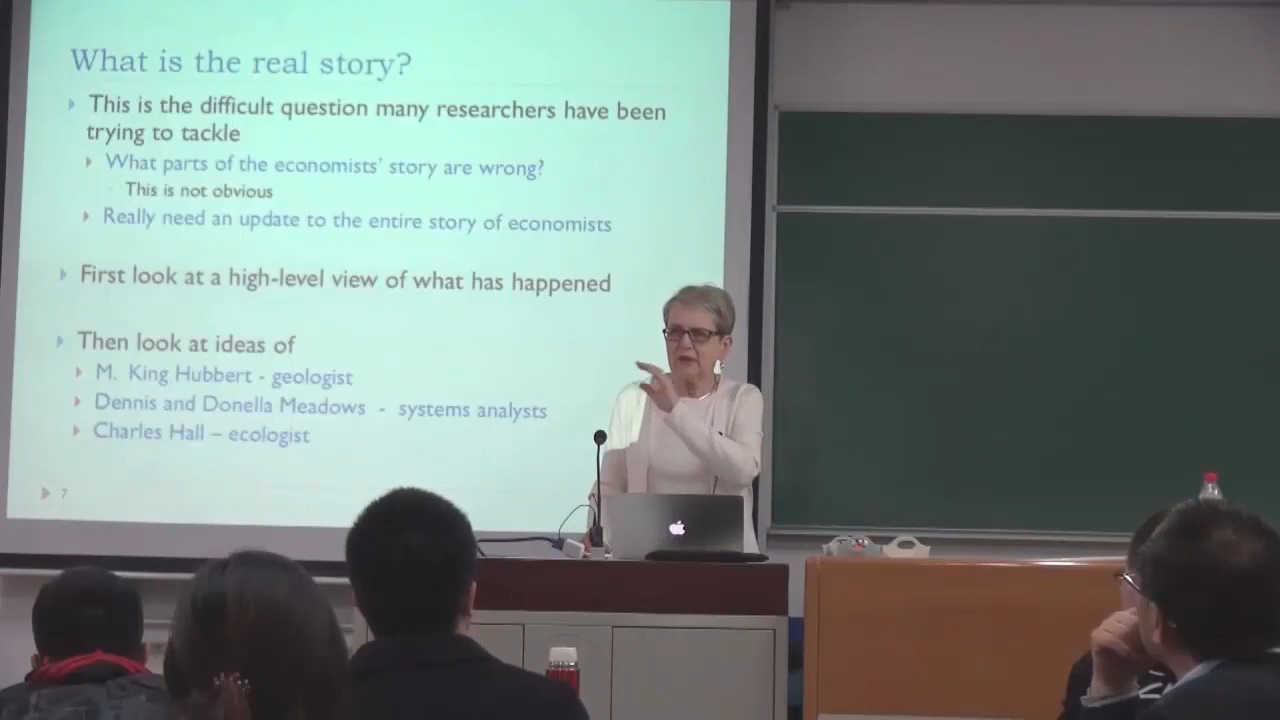 What is the real story?
This is the difficult question many researchers have been
trying to tackle
What parts of the economists' story are wrong?
This is not obvious
Really need an update to the entire story of economists
First look at a high-level view of what has happened
Then look at ideas of
M. King Hubbert - geologist
Dennis and Donella Meadows - systems analysts
Charles Hall – ecologist
7